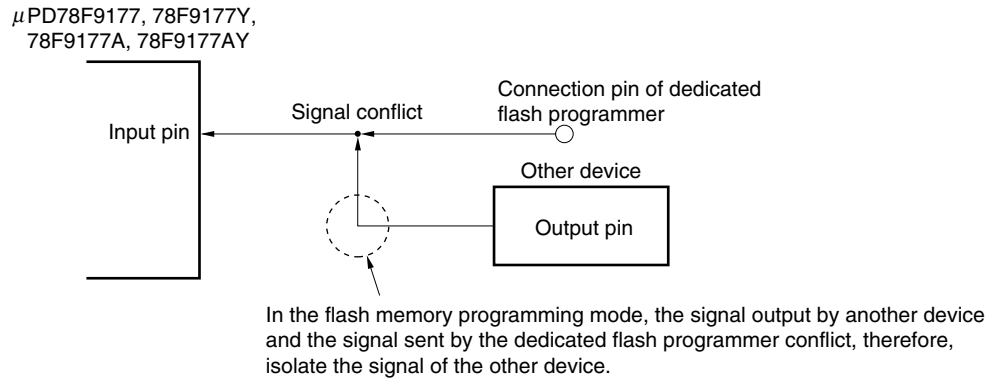 μPD78F9177, 78F9177Y,
78F9177A, 78F9177AY
Connection pin of dedicated
flash programmer
Signal conflict
Input pin
Other device
Output pin
In the flash memory programming mode, the signal output by another device
and the signal sent by the dedicated flash programmer conflict, therefore,
isolate the signal of the other device.